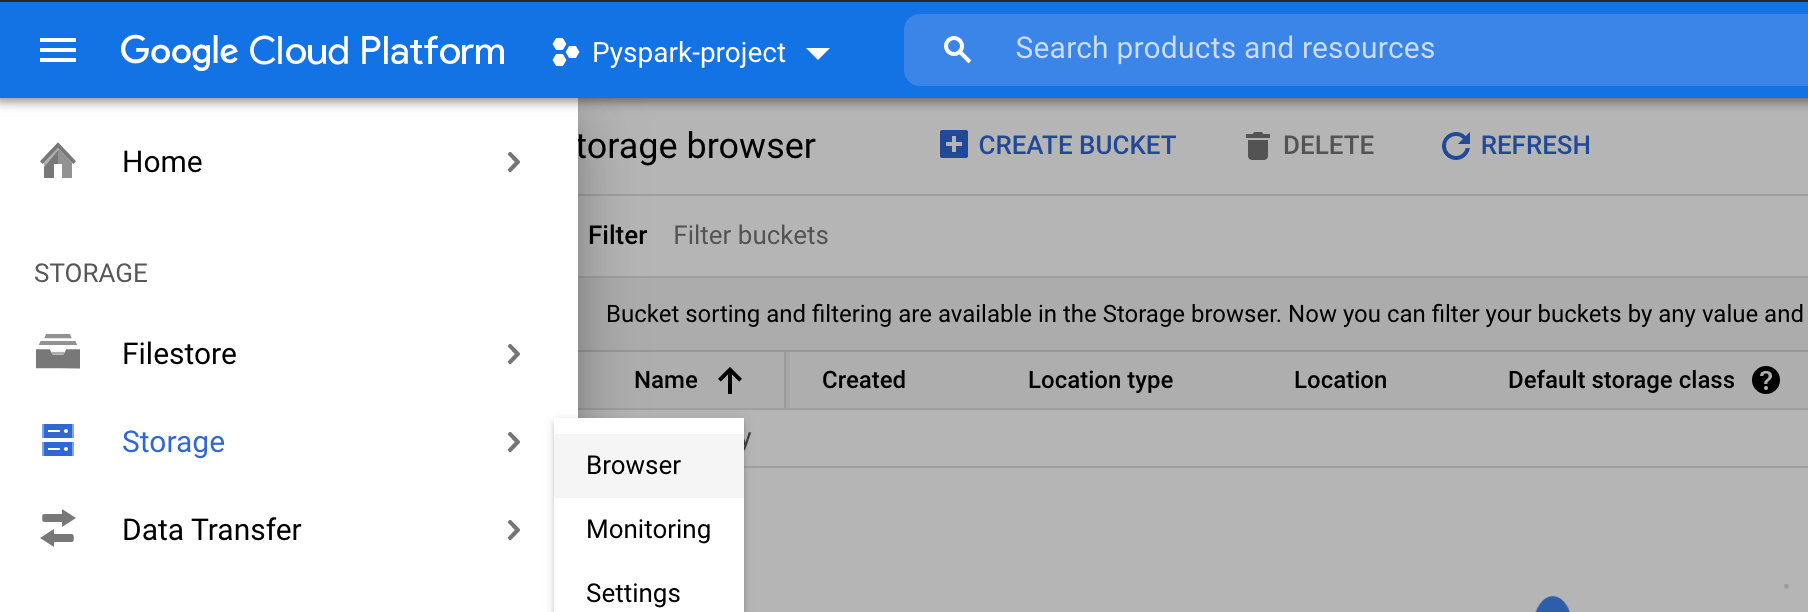 Google Cloud Platform Pyspark-project Search products and resources
Home
STORAGE
Filestore
Storage
Data Transfer
Browser
Monitoring
Settings
torage browser CREATE BUCKET DELETE REFRESH
Filter Filter buckets
Bucket sorting and filtering are available in the Storage browser. Now you can filter your buckets by any value and
Name Created Location type Location Default storage class